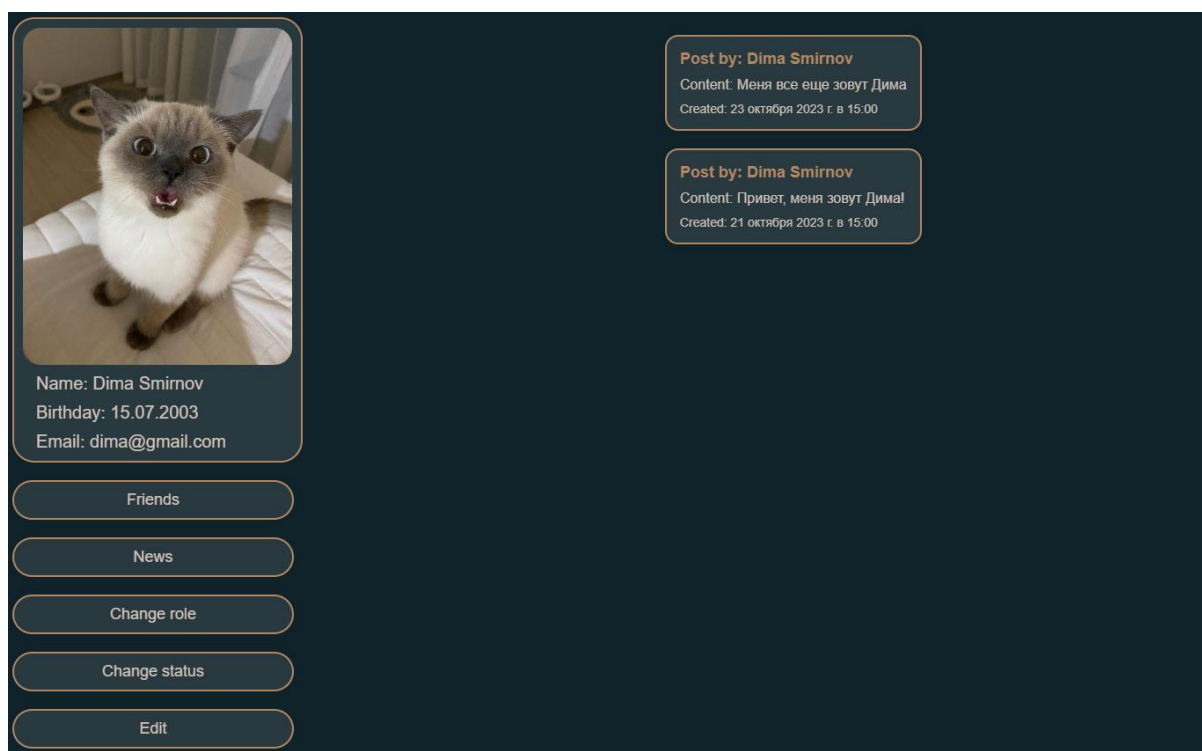 Name: Dima Smirnov
Birthday: 15.07.2003
Email: dima@gmail.com
Friends
News
Change role
Change status
Edit
Post by: Dima Smirnov
Content: Меня все еще зовут Дима
Created: 23 октября 2023 г. в 15:00
Post by: Dima Smirnov
Content: Привет, меня зовут Дима!
Created: 21 октября 2023 г. в 15:00